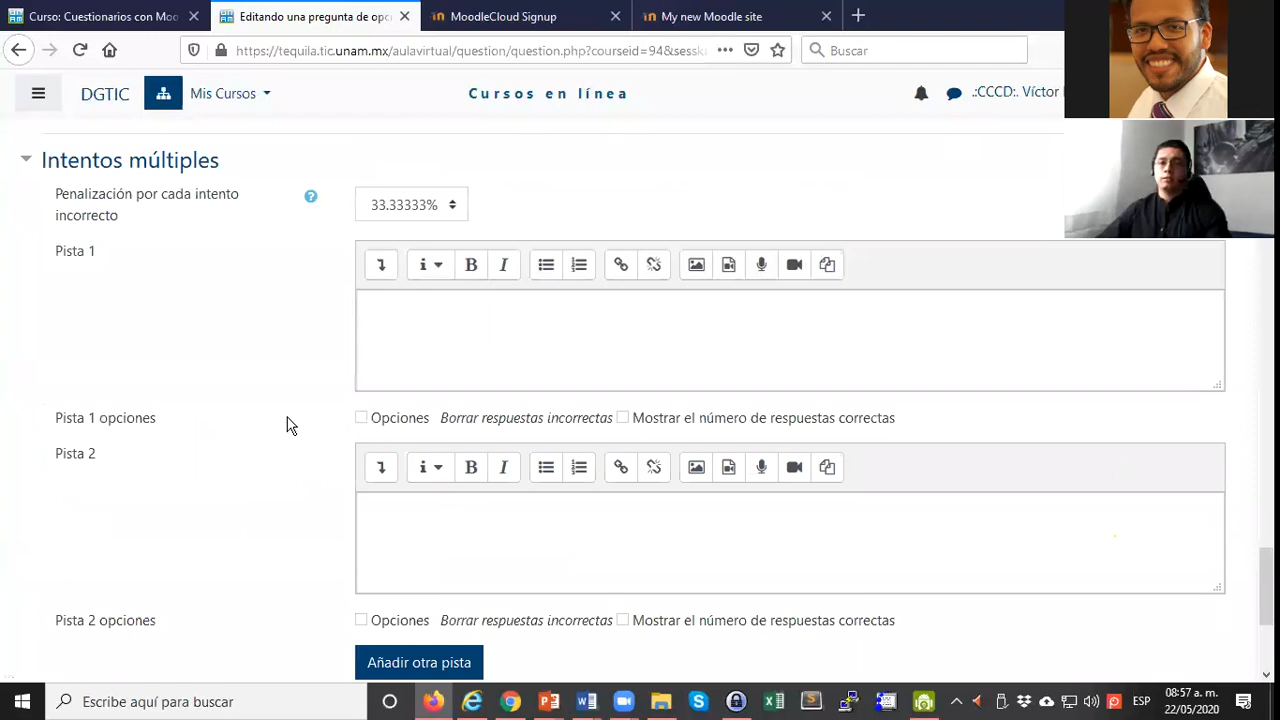 Curso: Cuestionarios con Moo
Editando una pregunta de opc
MoodleCloud Signup
My new Moodle site
https://tequila.tic.unam.mx/aulavirtual/question/question.php?courseid=94&sessk
Buscar
DGTIC
Mis Cursos
Cursos en línea
.:CCCD:. Víctor
Intentos múltiples
Penalización por cada intento
incorrecto
33.33333%
Pista 1
Pista 1 opciones
Opciones Borrar respuestas incorrectas Mostrar el número de respuestas correctas
Pista 2
Pista 2 opciones
Opciones Borrar respuestas incorrectas Mostrar el número de respuestas correctas
Añadir otra pista
Escribe aquí para buscar
ESP
08:57 a. m.
22/05/2020